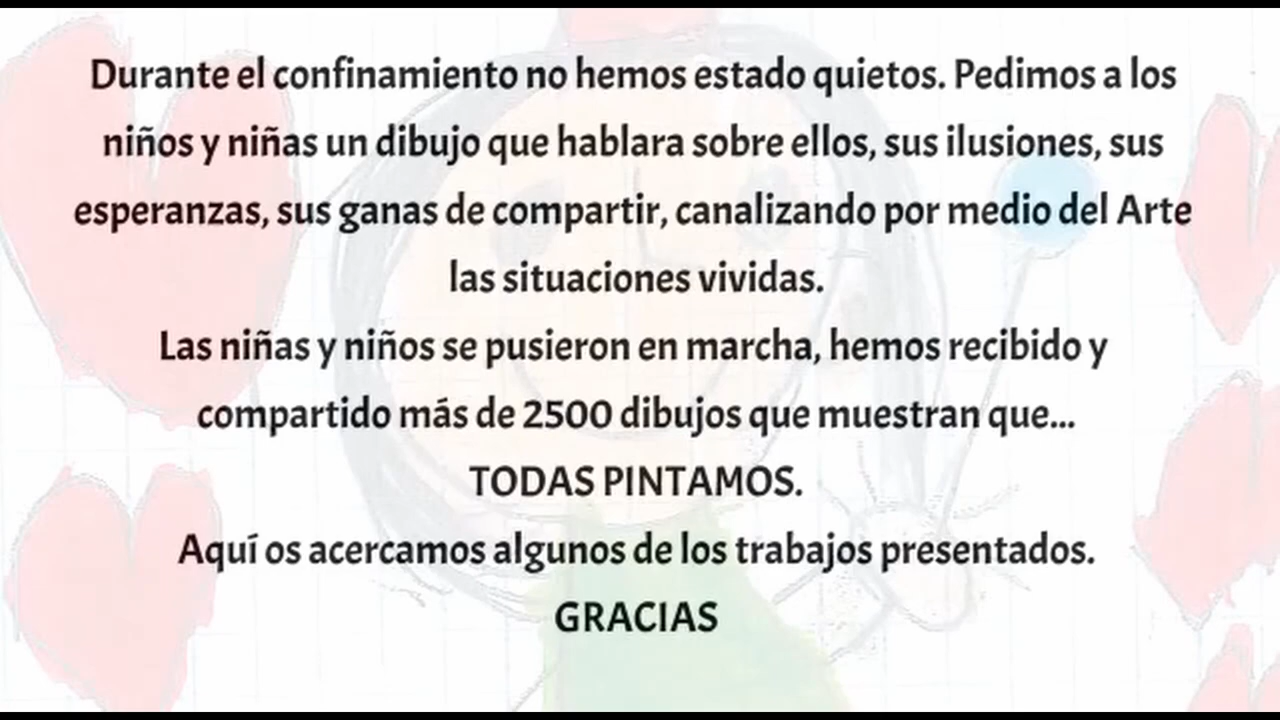 Durante el confinamiento no hemos estado quietos. Pedimos a los
niños y niñas un dibujo que hablara sobre ellos, sus ilusiones, sus
esperanzas, sus ganas de compartir, canalizando por medio del Arte
las situaciones vividas.
Las niñas y niños se pusieron en marcha, hemos recibido y
compartido más de 2500 dibujos que muestran que...
TODAS PINTAMOS.
Aquí os acercamos algunos de los trabajos presentados.
GRACIAS